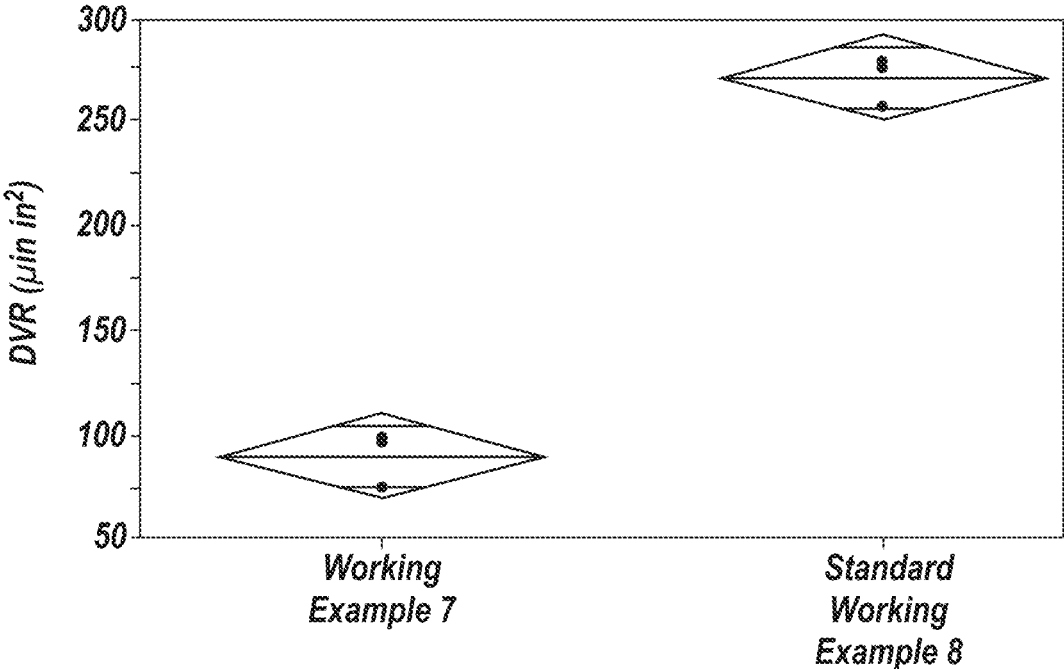 300
250
200
150
100
50
DVR (μin in²)
Working
Example 7
Standard
Working
Example 8